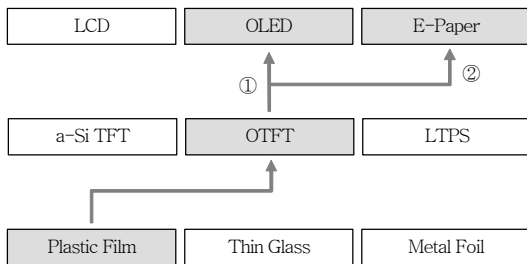 LCD OLED E-Paper
① ②
a-Si TFT OTFT LTPS
Plastic Film Thin Glass Metal Foil